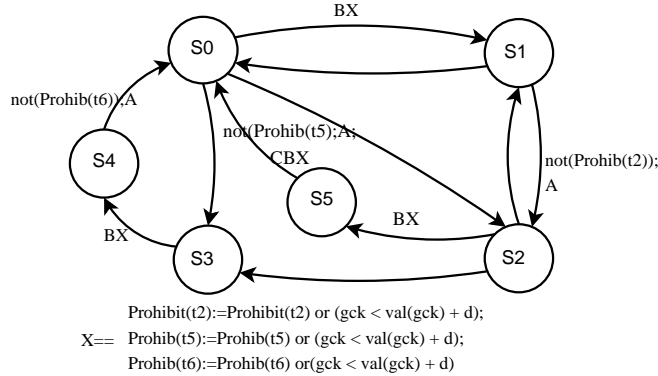 BX
S0
S1
not(Prohib(t6));A
not(Prohib(t5);A;
CBX
S4
not(Prohib(t2));
A
S5
BX
BX
S3
S2
Prohibit(t2):=Prohibit(t2) or (gck < val(gck) + d);
X== Prohib(t5):=Prohib(t5) or (gck < val(gck) + d);
Prohib(t6):=Prohib(t6) or(gck < val(gck) + d)